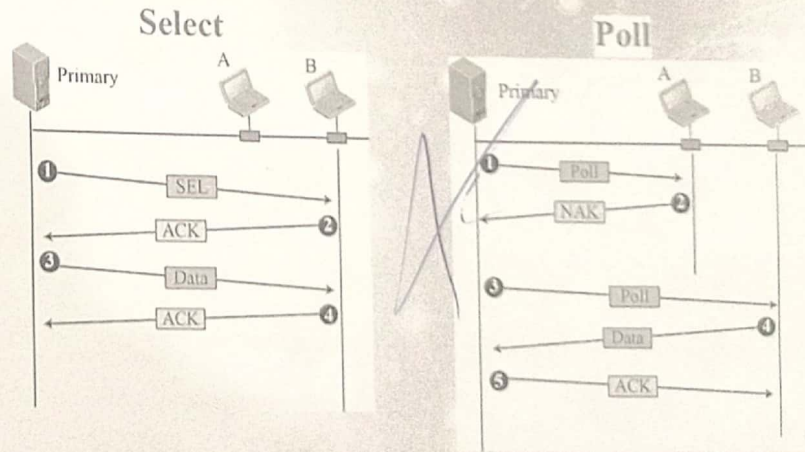 Select
Primary
A
B
1
SEL
ACK
2
3
Data
ACK
4
Poll
Primary
A
B
1
Poll
NAK
2
3
Poll
Data
4
5
ACK